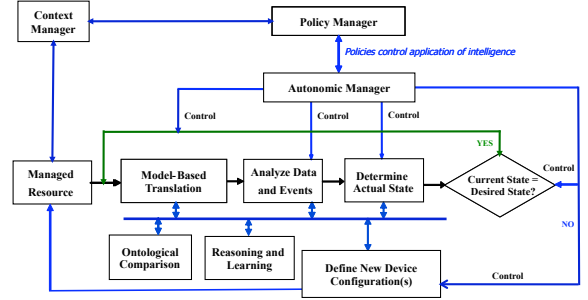 Context
Manager
Policy Manager
Policies control application of intelligence
Autonomic Manager
Control
Control
Control
YES
Managed
Resource
Model-Based
Translation
Analyze Data
and Events
Determine
Actual State
Current State =
Desired State?
Control
NO
Ontological
Comparison
Reasoning and
Learning
Define New Device
Configuration(s)
Control